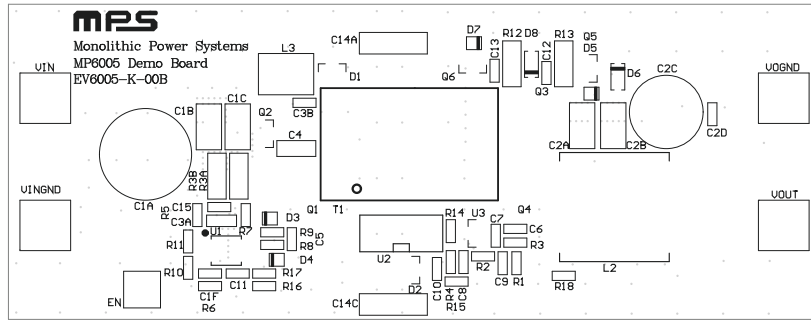 MPS
Monolithic Power Systems
MP6005 Demo Board
EV6005-K-00B
VIN
VINGND
EN
C1A
C1B
C1C
R3B
R3A
L3
C3B
Q2
C4
C14A
D1
D7
Q6
C13
R12
D8
Q3
C12
R13
Q5
D5
D6
C2C
C2A
C2B
C2D
VOGND
VOUT
R5
C15
C3A
U1
R7
R11
R10
D3
R9
R8
C5
D4
C1F
R6
C11
R17
R16
Q1
T1
Q4
U2
D2
C14C
C10
R14
R4
R15
C8
U3
C7
R2
C9
R1
C6
R3
R18
L2